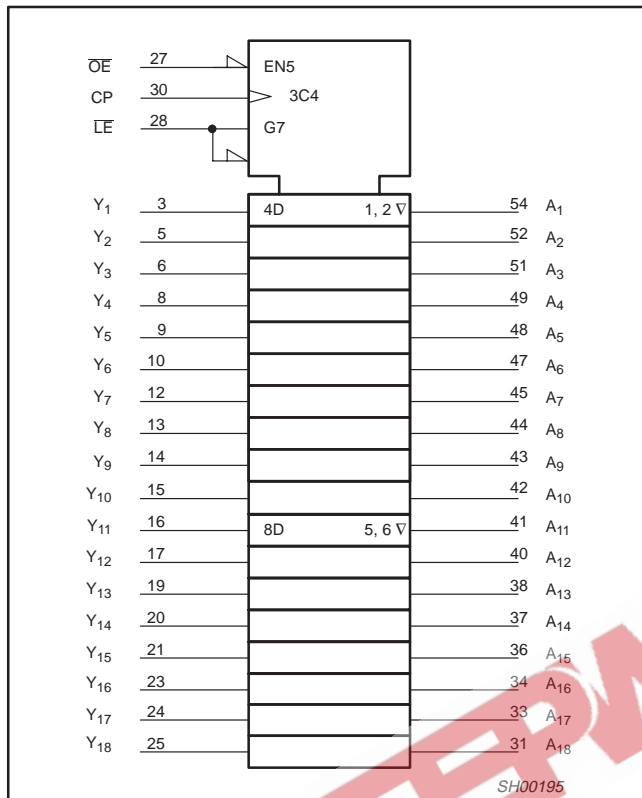 OE 27 EN5
CP 30 3C4
LE 28 G7
Y1 3 4D 1, 2 ∇ 54 A1
Y2 5 52 A2
Y3 6 51 A3
Y4 8 49 A4
Y5 9 48 A5
Y6 10 47 A6
Y7 12 45 A7
Y8 13 44 A8
Y9 14 43 A9
Y10 15 42 A10
Y11 16 8D 5, 6 ∇ 41 A11
Y12 17 40 A12
Y13 19 38 A13
Y14 20 37 A14
Y15 21 36 A15
Y16 23 34 A16
Y17 24 33 A17
Y18 25 31 A18
SH00195